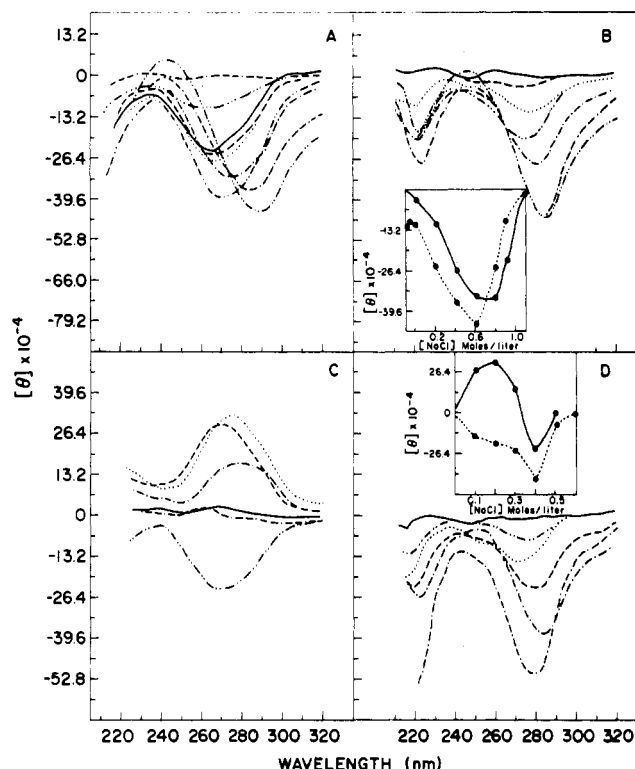 A
B
13.2
0
-13.2
-26.4
-39.6
-52.8
-66.0
-79.2
[θ] x 10⁻⁴
-13.2
-26.4
-39.6
[θ] x 10⁻⁴
0.2 0.6 1.0
[NaCl] Moles/liter
C
D
39.6
26.4
13.2
0
-13.2
-26.4
-39.6
-52.8
[θ] x 10⁻⁴
26.4
0
-26.4
[θ] x 10⁻⁴
0.1 0.3 0.5
[NaCl] Moles/liter
220 240 260 280 300 320
220 240 260 280 300 320
WAVELENGTH (nm)